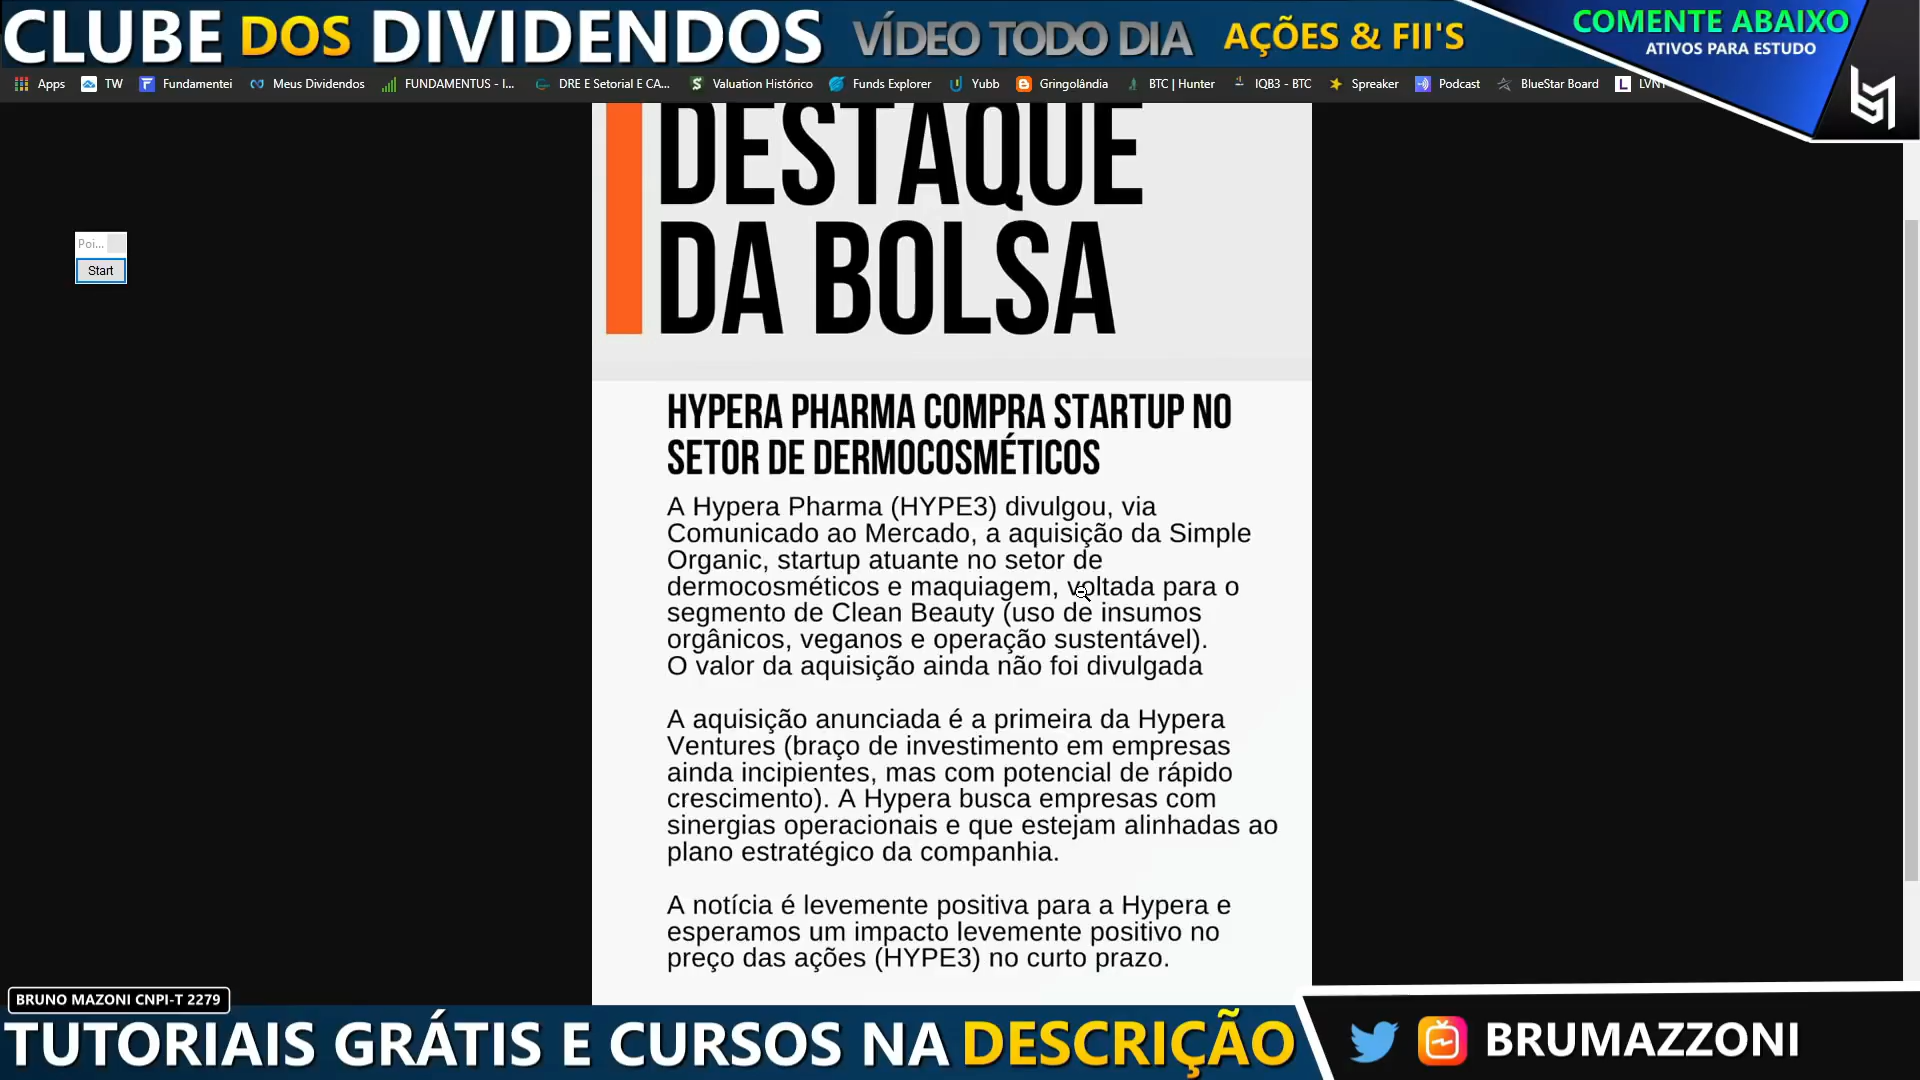 CLUBE DOS DIVIDENDOS VÍDEO TODO DIA AÇÕES & FII'S
COMENTE ABAIXO
ATIVOS PARA ESTUDO
Apps TW Fundamentei Meus Dividendos FUNDAMENTUS - I... DRE E Setorial E CA... Valuation Histórico Funds Explorer Yubb Gringolândia BTC | Hunter IQB3 - BTC Spreaker Podcast BlueStar Board
DESTAQUE
DA BOLSA
Poi...
Start
HYPERA PHARMA COMPRA STARTUP NO
SETOR DE DERMOCOSMÉTICOS
A Hypera Pharma (HYPE3) divulgou, via
Comunicado ao Mercado, a aquisição da Simple
Organic, startup atuante no setor de
dermocosméticos e maquiagem, voltada para o
segmento de Clean Beauty (uso de insumos
orgânicos, veganos e operação sustentável).
O valor da aquisição ainda não foi divulgada
A aquisição anunciada é a primeira da Hypera
Ventures (braço de investimento em empresas
ainda incipientes, mas com potencial de rápido
crescimento). A Hypera busca empresas com
sinergias operacionais e que estejam alinhadas ao
plano estratégico da companhia.
A notícia é levemente positiva para a Hypera e
esperamos um impacto levemente positivo no
preço das ações (HYPE3) no curto prazo.
BRUNO MAZONI CNPI-T 2279
TUTORIAIS GRÁTIS E CURSOS NA DESCRIÇÃO
BRUMAZZONI